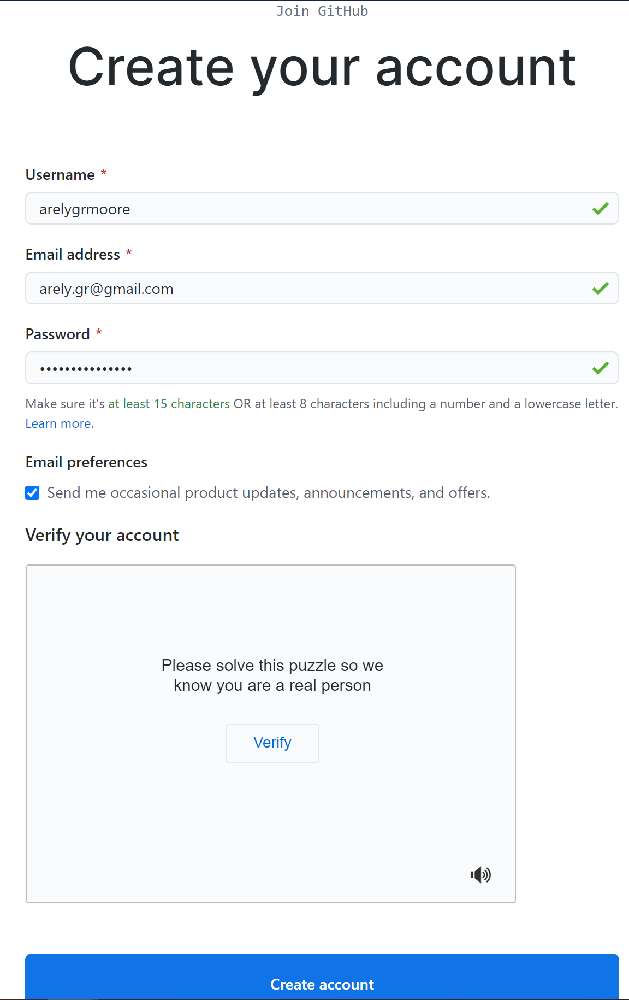 Join GitHub
Create your account
Username *
arelygrmoore
Email address *
arely.gr@gmail.com
Password *
•••••••••••••••
Make sure it's at least 15 characters OR at least 8 characters including a number and a lowercase letter.
Learn more.
Email preferences
Send me occasional product updates, announcements, and offers.
Verify your account
Please solve this puzzle so we
know you are a real person
Verify
Create account